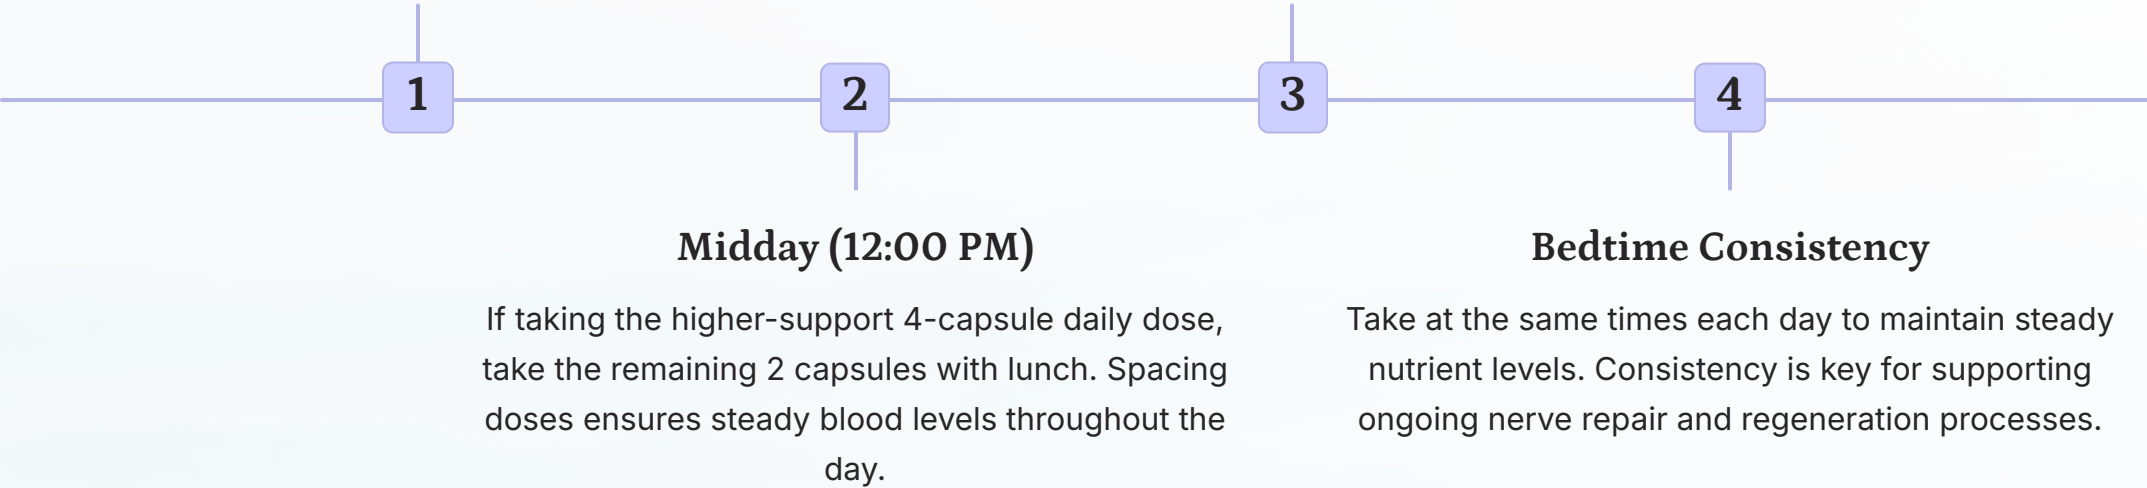 1
2
3
4
Midday (12:00 PM)
If taking the higher-support 4-capsule daily dose,
take the remaining 2 capsules with lunch. Spacing
doses ensures steady blood levels throughout the
day.
Bedtime Consistency
Take at the same times each day to maintain steady
nutrient levels. Consistency is key for supporting
ongoing nerve repair and regeneration processes.